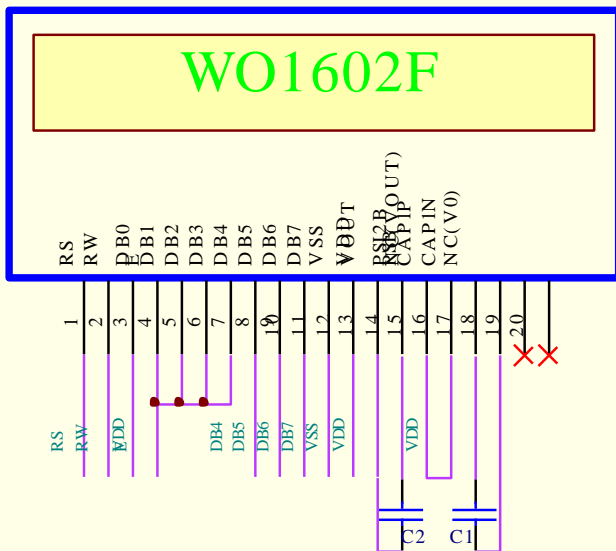 WO1602F
RS
RW
DB0
E
DB1
DB2
DB3
DB4
DB5
DB6
DB7
VSS
VOUT
PSI2B
CAP1P
CAP1N
NC(V0)
1
2
3
4
5
6
7
8
9
10
11
12
13
14
15
16
17
18
19
20
RS
RW
VDD
E
DB4
DB5
DB6
DB7
VSS
VDD
VDD
C2
C1